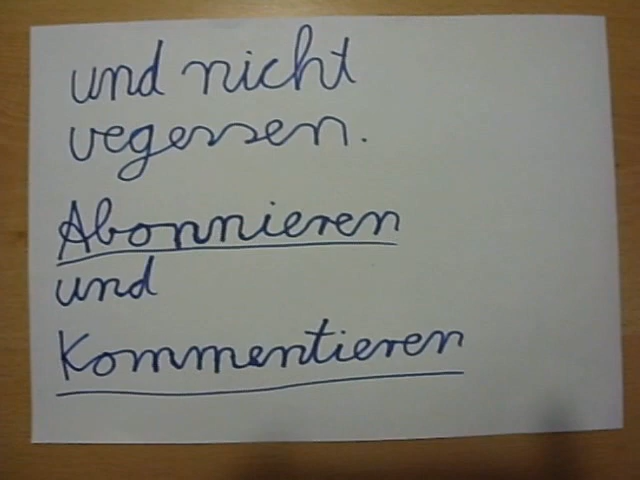 und nicht
vegessen.
Abonnieren
und
Kommentieren